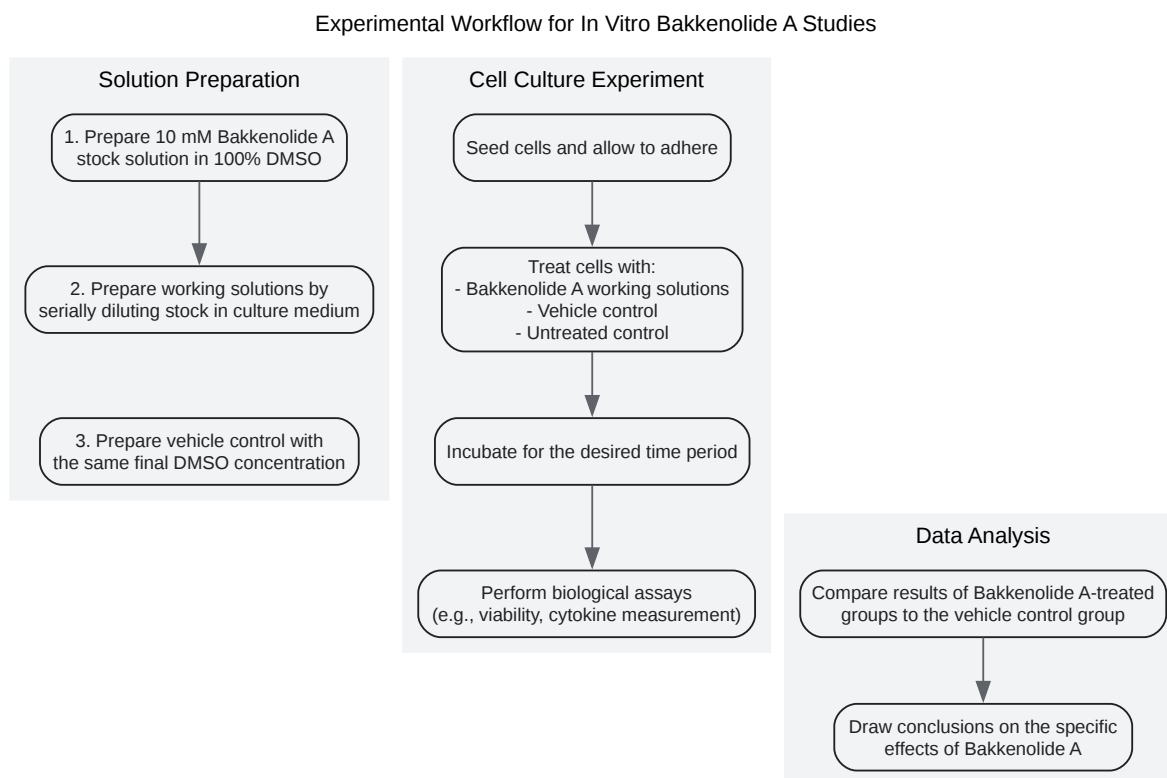 Experimental Workflow for In Vitro Bakkenolide A Studies
Solution Preparation
1. Prepare 10 mM Bakkenolide A
stock solution in 100% DMSO
2. Prepare working solutions by
serially diluting stock in culture medium
3. Prepare vehicle control with
the same final DMSO concentration
Cell Culture Experiment
Seed cells and allow to adhere
Treat cells with:
- Bakkenolide A working solutions
- Vehicle control
- Untreated control
Incubate for the desired time period
Perform biological assays
(e.g., viability, cytokine measurement)
Data Analysis
Compare results of Bakkenolide A-treated
groups to the vehicle control group
Draw conclusions on the specific
effects of Bakkenolide A